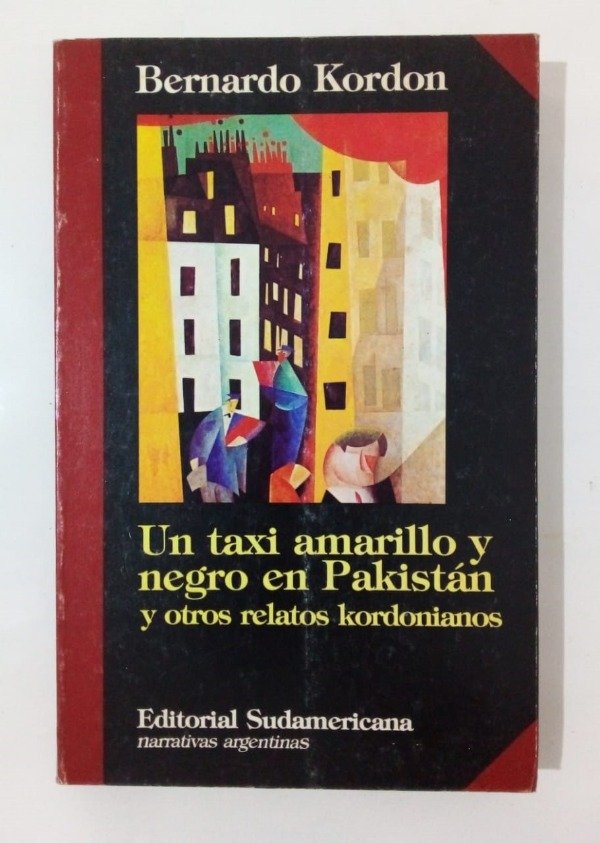 Bernardo Kordon
Un taxi amarillo y
negro en Pakistán
y otros relatos kordonianos
Editorial Sudamericana
narrativas argentinas